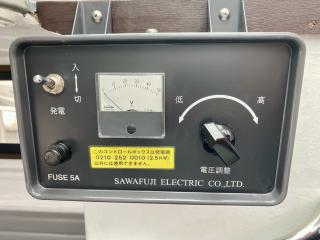 入
切
発電
V
低
高
電圧調整
このコントロールボックスは発電機
0210 252 0010 (2.5KW)
以外には使用できません。
FUSE 5A
SAWAFUJI ELECTRIC CO.,LTD.